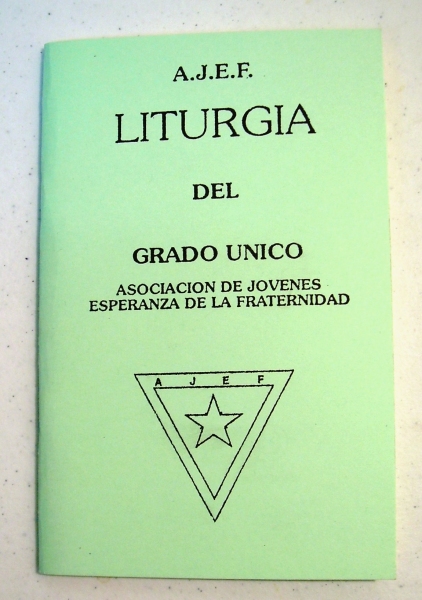 A.J.E.F.
LITURGIA
DEL
GRADO UNICO
ASOCIACION DE JOVENES
ESPERANZA DE LA FRATERNIDAD
A J E F